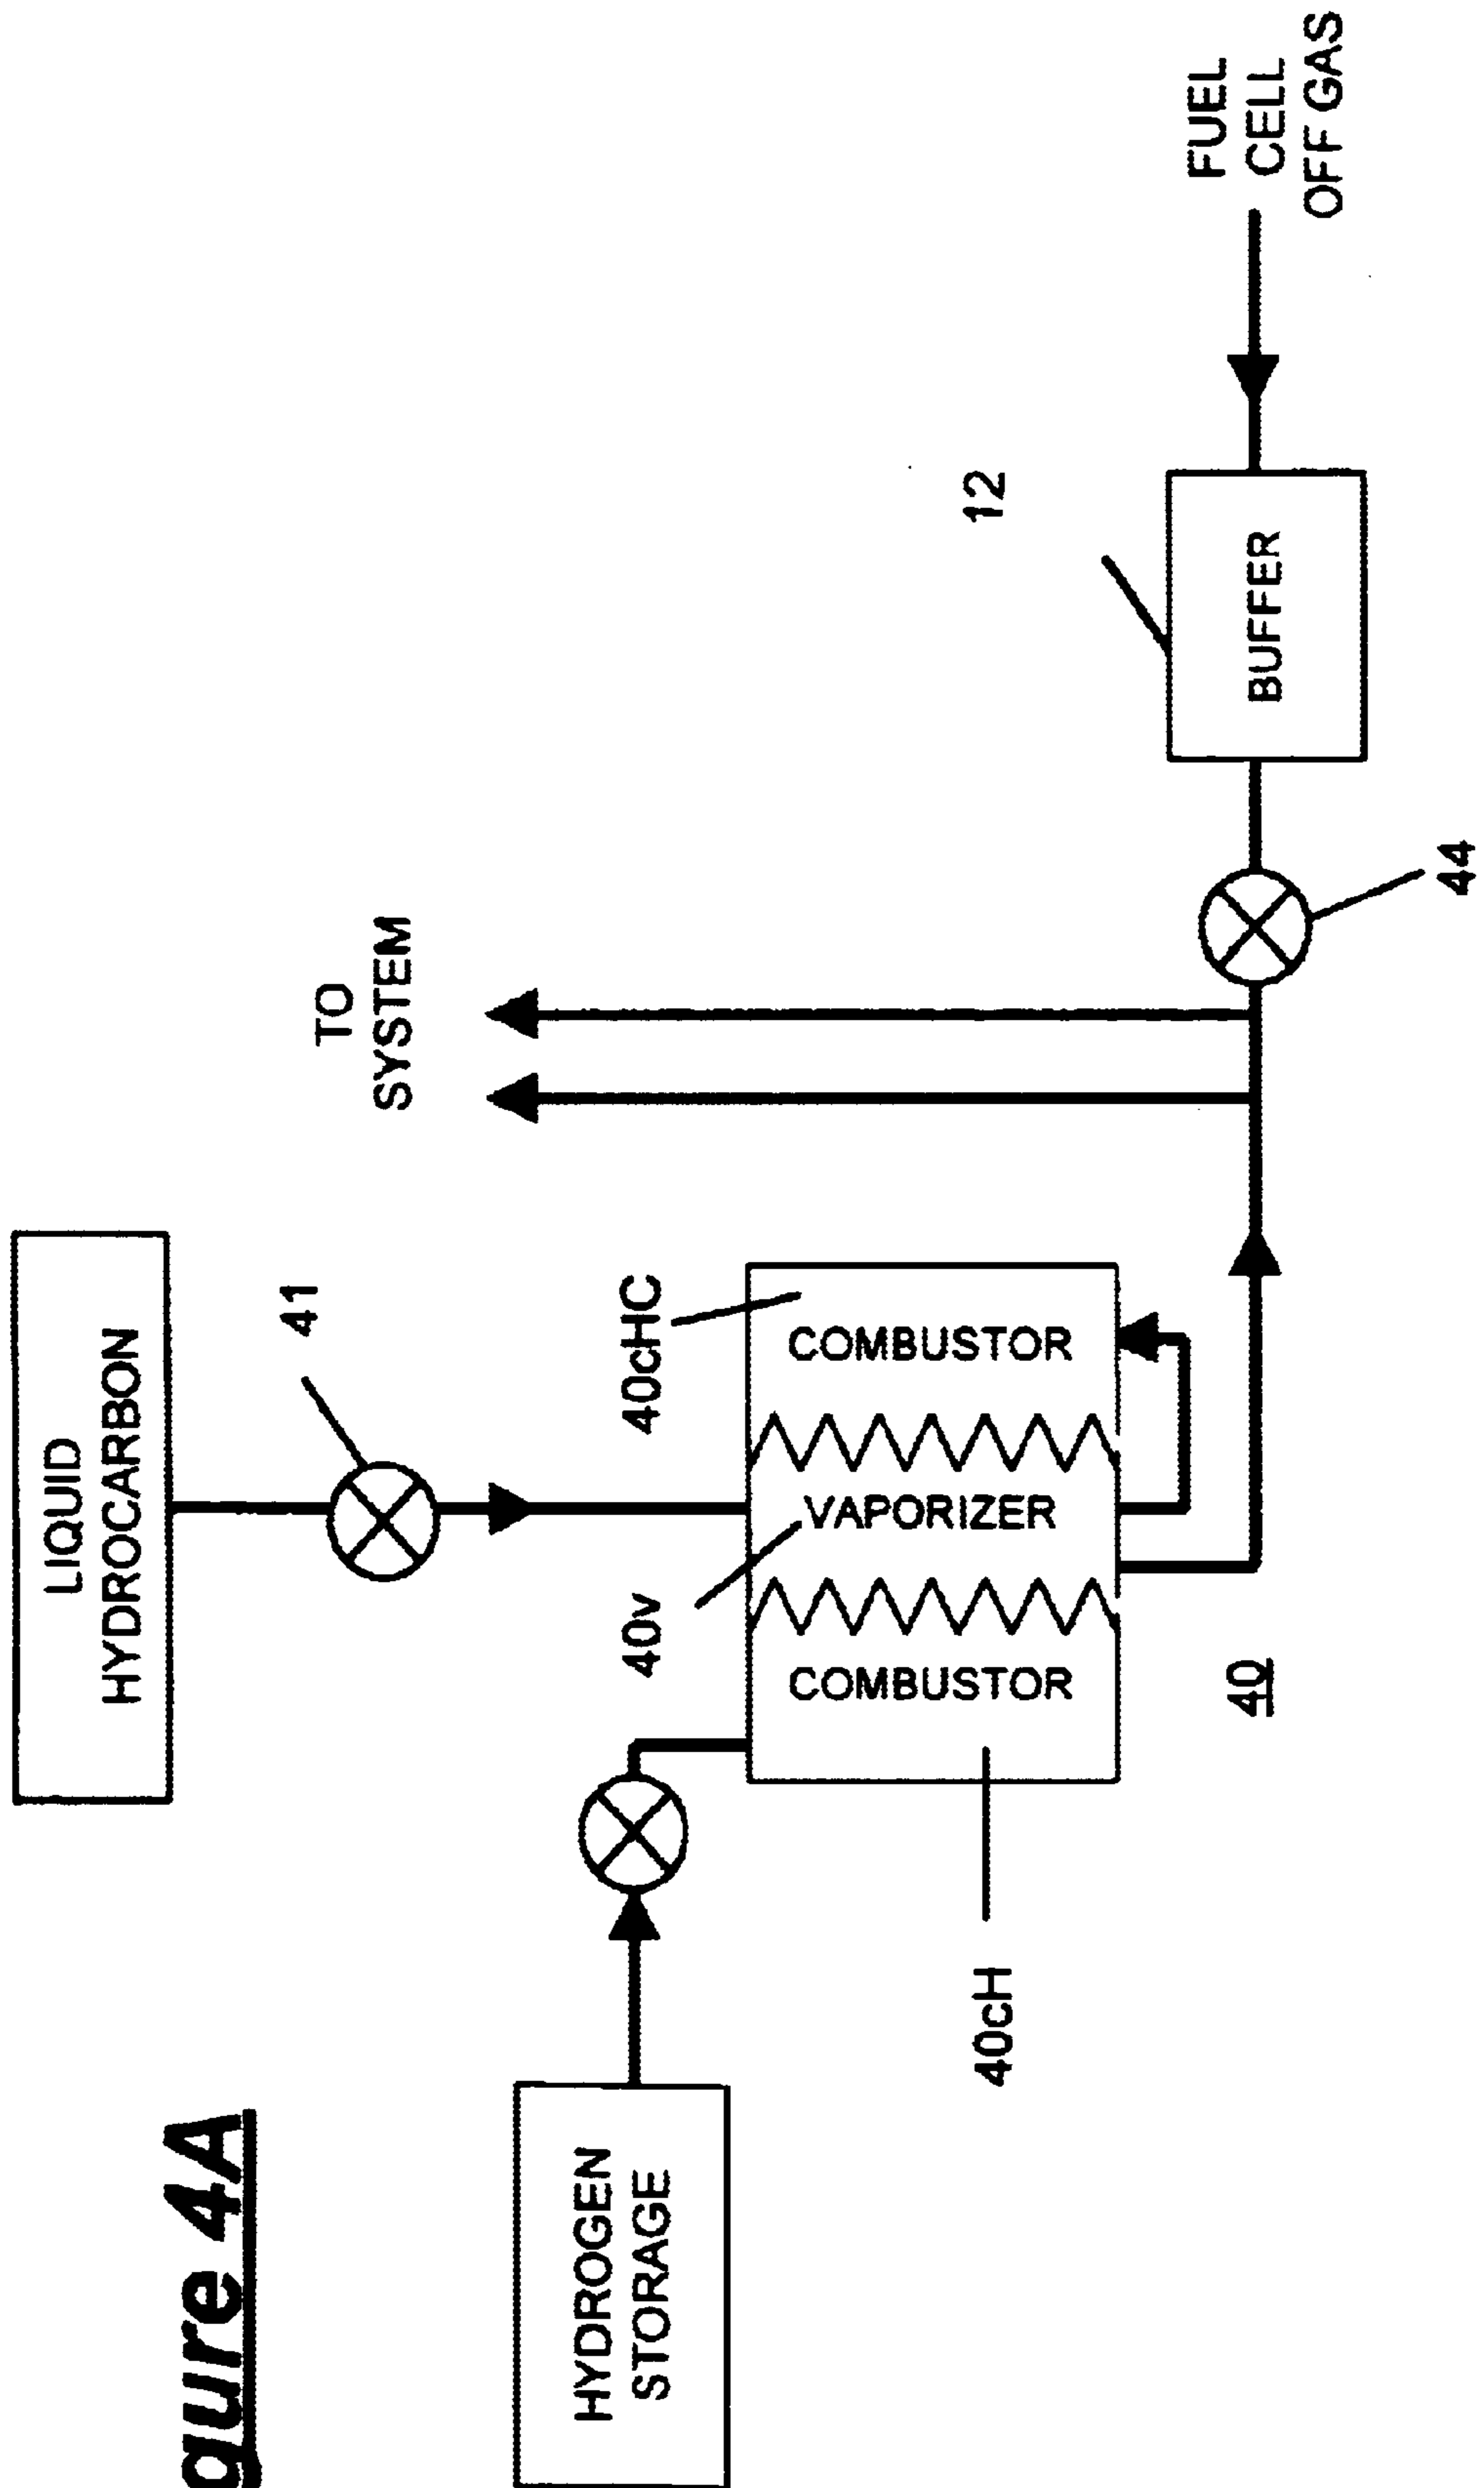 gure 4A
LIQUID
HYDROCARBON
41
TO
SYSTEM
HYDROGEN
STORAGE
40v
40cHC
COMBUSTOR
VAPORIZER
COMBUSTOR
40cH
40
12
BUFFER
44
FUEL
CELL
OFF GAS